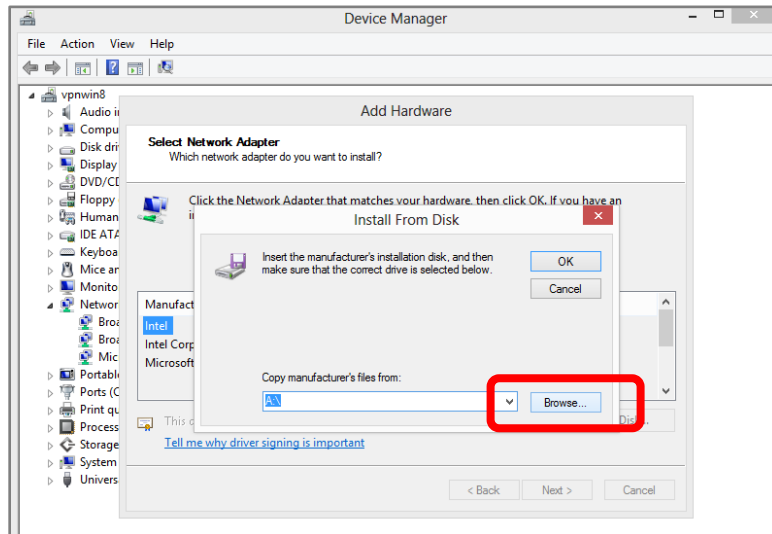 Device Manager
File Action View Help
vpnwin8
Audio i
Compu
Disk dri
Display
DVD/CD
Floppy
Human
IDE ATA
Keyboa
Mice an
Monito
Networ
Broa
Broa
Mic
Portabl
Ports (C
Print qu
Process
Storage
System
Univers
Add Hardware
Select Network Adapter
Which network adapter do you want to install?
Click the Network Adapter that matches your hardware, then click OK. If you have an
Manufact
Intel
Intel Corp
Microsoft
This d
Tell me why driver signing is important
< Back Next > Cancel
Install From Disk
Insert the manufacturer's installation disk, and then
make sure that the correct drive is selected below.
OK
Cancel
Copy manufacturer's files from:
A:\
Browse...